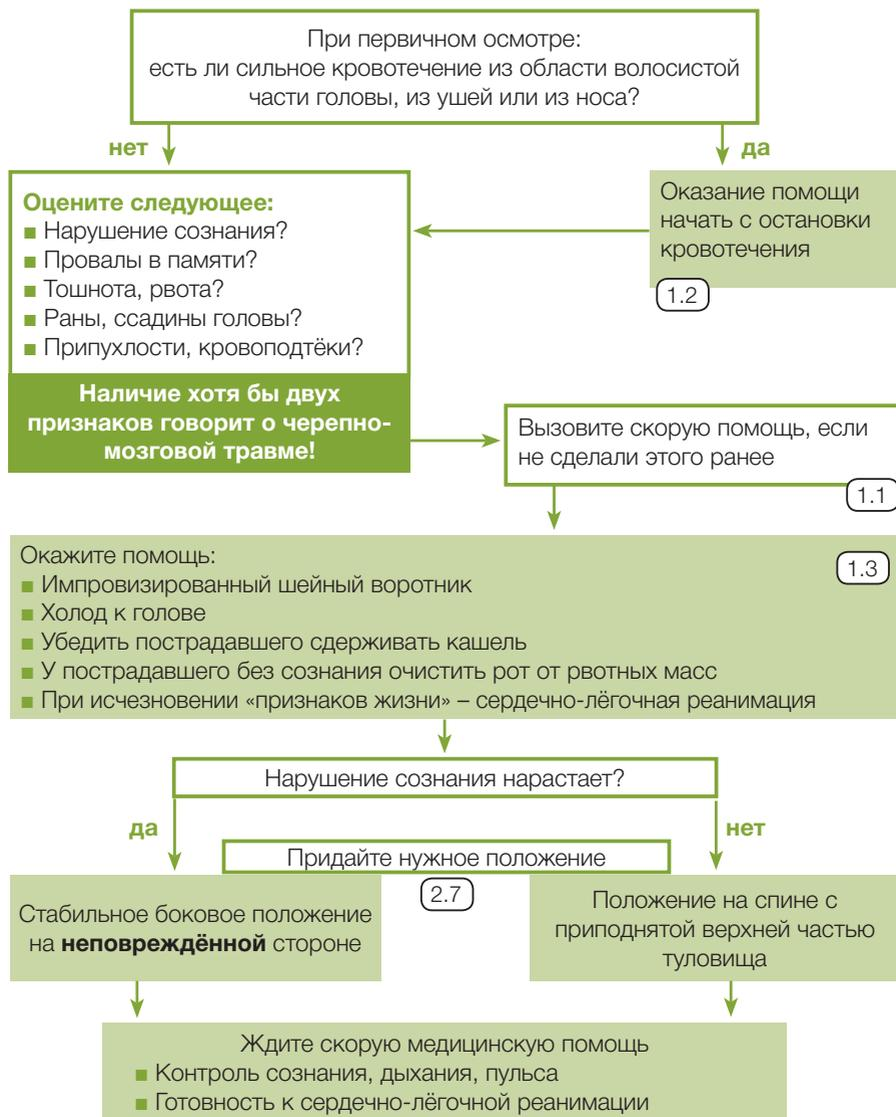 При первичном осмотре:
есть ли сильное кровотечение из области волосистой
части головы, из ушей или из носа?
нет
да
Оцените следующее:
■ Нарушение сознания?
■ Провалы в памяти?
■ Тошнота, рвота?
■ Раны, ссадины головы?
■ Припухлости, кровоподтёки?
Наличие хотя бы двух
признаков говорит о черепно-
мозговой травме!
Оказание помощи
начать с остановки
кровотечения
1.2
Вызовите скорую помощь, если
не сделали этого ранее
1.1
Окажите помощь:
1.3
■ Импровизированный шейный воротник
■ Холод к голове
■ Убедить пострадавшего сдерживать кашель
■ У пострадавшего без сознания очистить рот от рвотных масс
■ При исчезновении «признаков жизни» – сердечно-лёгочная реанимация
Нарушение сознания нарастает?
да
нет
Придайте нужное положение
2.7
Стабильное боковое положение
на неповреждённой стороне
Положение на спине с
приподнятой верхней частью
туловища
Ждите скорую медицинскую помощь
■ Контроль сознания, дыхания, пульса
■ Готовность к сердечно-лёгочной реанимации